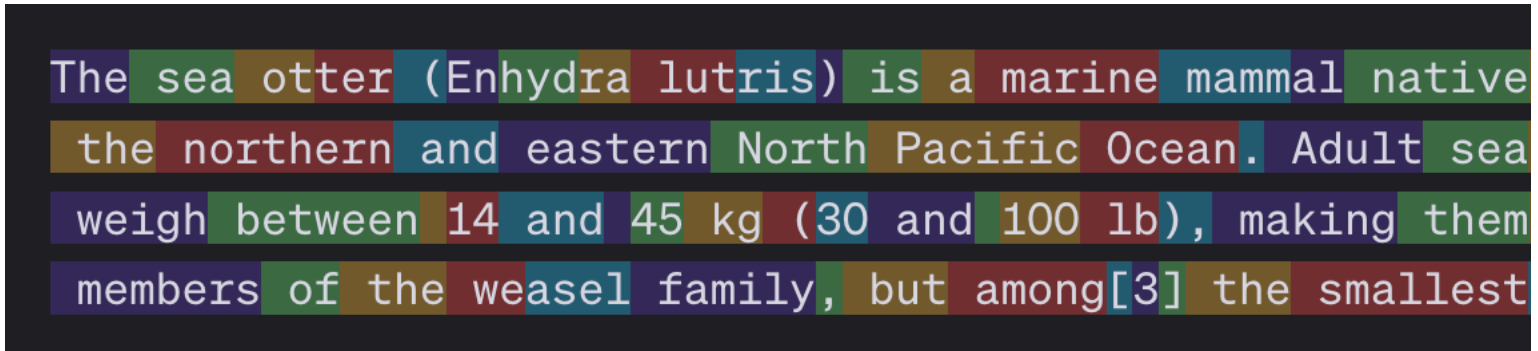 The sea otter (Enhydra lutris) is a marine mammal native
the northern and eastern North Pacific Ocean. Adult sea
weigh between 14 and 45 kg (30 and 100 lb), making them
members of the weasel family, but among[3] the smallest